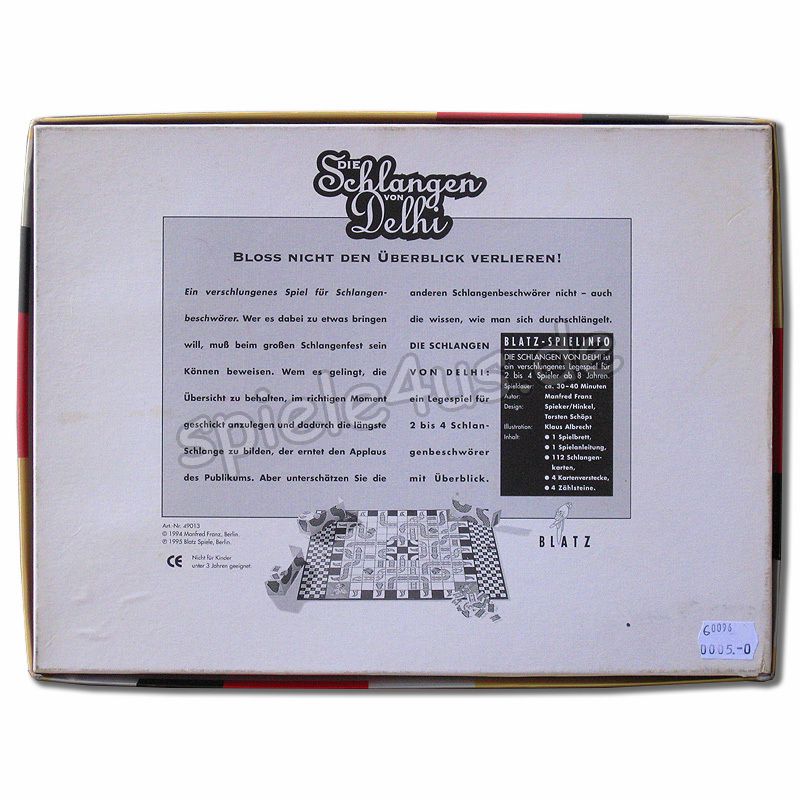 DIE
Schlangen
VON
Delhi
BLOSS NICHT DEN ÜBERBLICK VERLIEREN!
Ein verschlungenes Spiel für Schlangen-
beschwörer. Wer es dabei zu etwas bringen
will, muß beim großen Schlangenfest sein
Können beweisen. Wem es gelingt, die
Übersicht zu behalten, im richtigen Moment
geschickt anzulegen und dadurch die längste
Schlange zu bilden, der erntet den Applaus
des Publikums. Aber unterschätzen Sie die
anderen Schlangenbeschwörer nicht – auch
die wissen, wie man sich durchschlängelt.
DIE SCHLANGEN
VON DELHI:
ein Legespiel für
2 bis 4 Schlan-
genbeschwörer
mit Überblick.
BLATZ-SPIELINFO
DIE SCHLANGEN VON DELHI ist
ein verschlungenes Legespiel für
2 bis 4 Spieler ab 8 Jahren.
Spieldauer: ca. 30–40 Minuten
Autor: Manfred Franz
Design: Spieker/Hinkel,
Torsten Schöps
Illustration: Klaus Albrecht
Inhalt: ● 1 Spielbrett,
● 1 Spielanleitung,
● 112 Schlangen-
karten,
● 4 Kartenverstecke,
● 4 Zählsteine.
Art.-Nr. 49013
© 1994 Manfred Franz, Berlin.
℗ 1995 Blatz Spiele, Berlin.
CE Nicht für Kinder
unter 3 Jahren geeignet.
BLATZ
60096
0005.-0
spiele4us.de